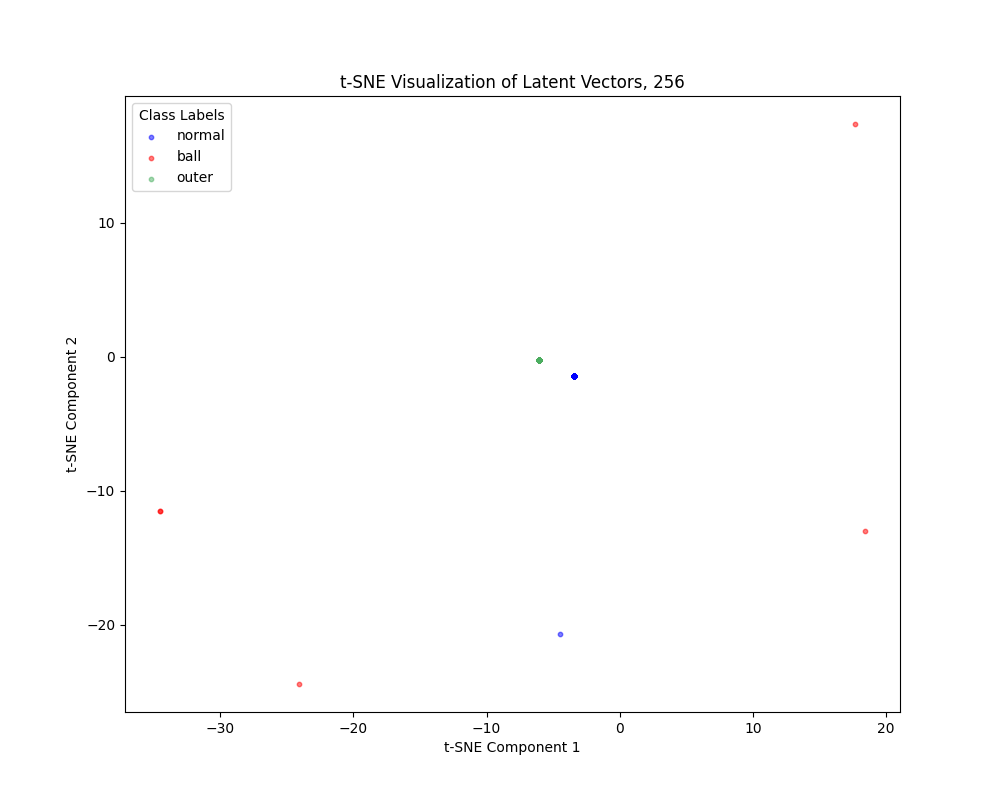 t-SNE Visualization of Latent Vectors, 256
Class Labels
normal
ball
outer
10
0
−10
−20
t-SNE Component 2
−30
−20
−10
0
10
20
t-SNE Component 1